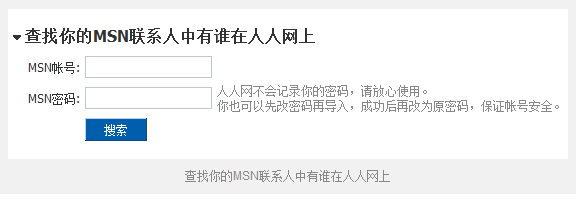 查找你的MSN联系人中有谁在人人网上
MSN帐号:
MSN密码:
人人网不会记录你的密码，请放心使用。
你也可以先改密码再导入，成功后再改为原密码，保证帐号安全。
搜索
查找你的MSN联系人中有谁在人人网上